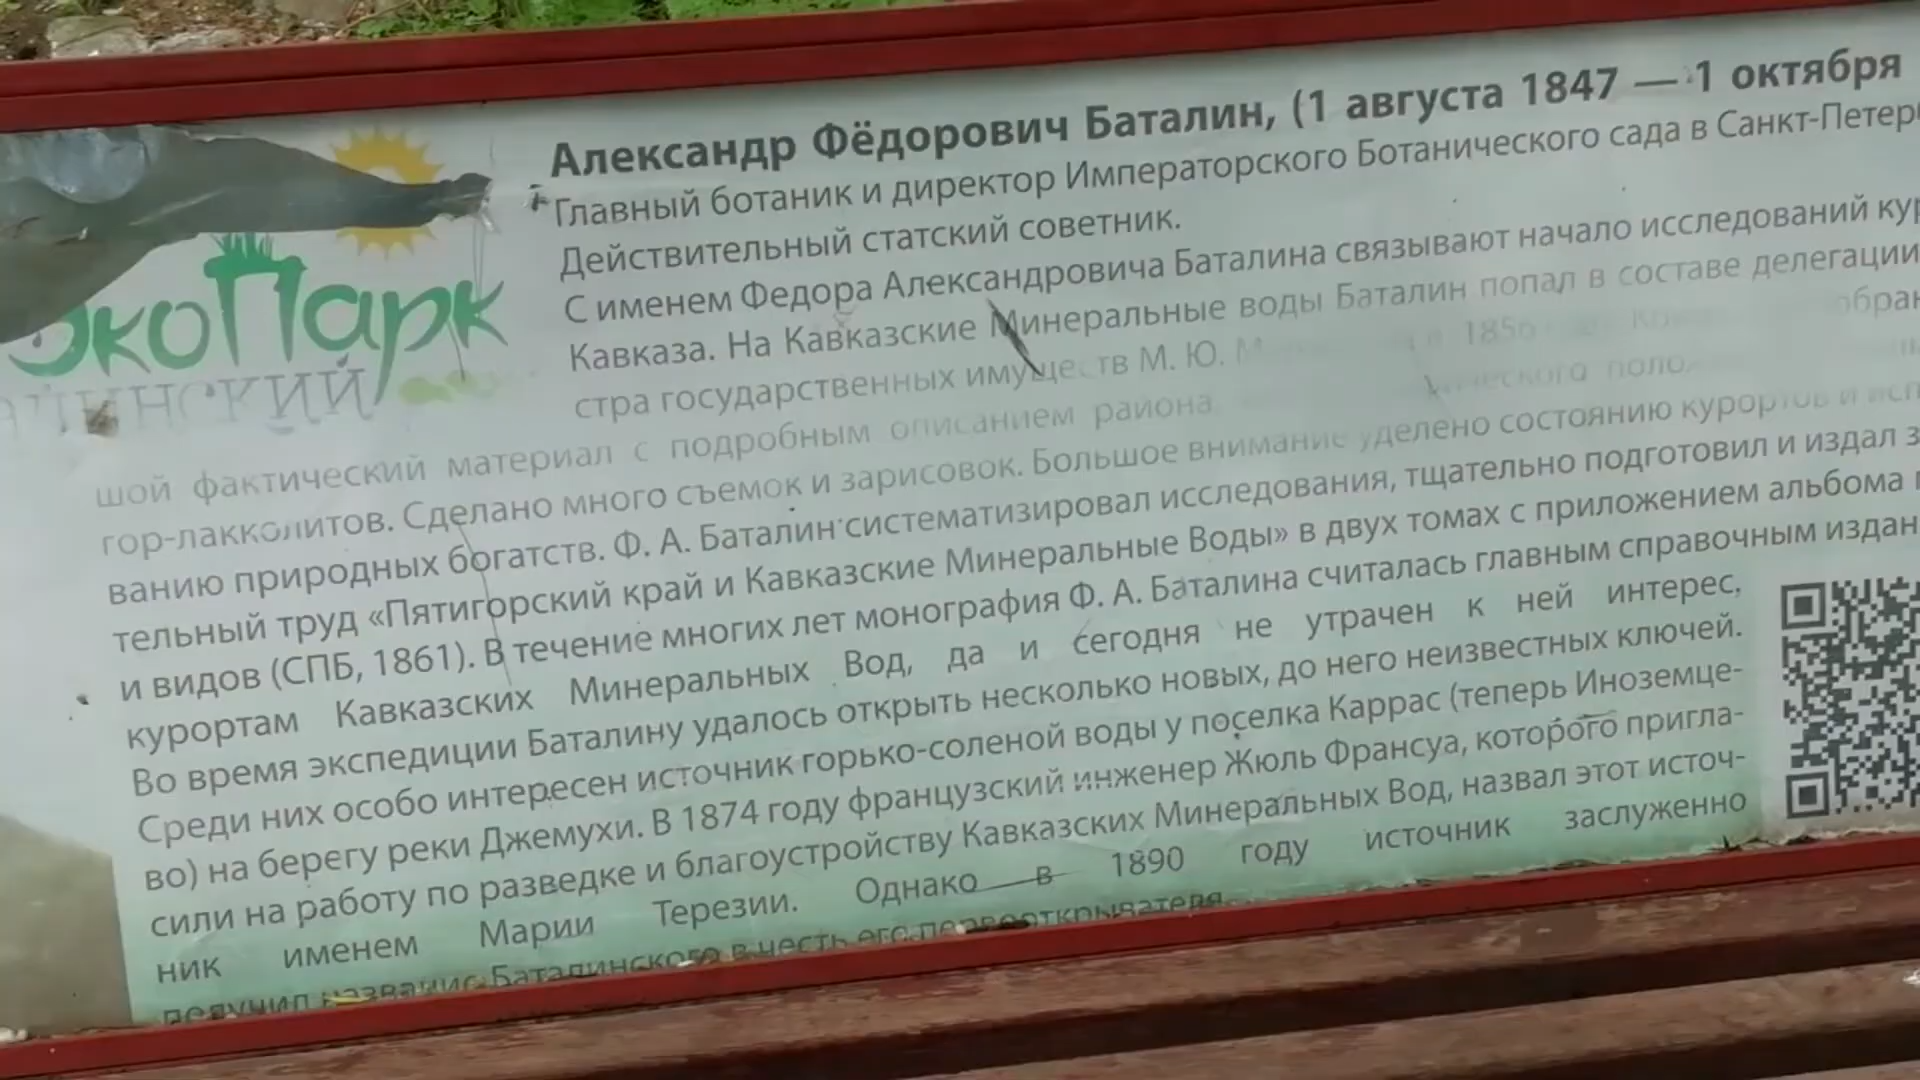 ЭкоПарк
Александр Фёдорович Баталин, (1 августа 1847 — 1 октября
Главный ботаник и директор Императорского Ботанического сада в Санкт-Петер
Действительный статский советник.
С именем Федора Александровича Баталина связывают начало исследований
Кавказа. На Кавказские Минеральные воды Баталин попал в составе делегации
стра государственных имуществ М. Ю.
шой фактический материал с подробным описанием района
гор-лакколитов. Сделано много съемок и зарисовок. Большое внимание уделено состоянию курортов и
ванию природных богатств. Ф. А. Баталин систематизировал исследования, тщательно подготовил и издал
тельный труд «Пятигорский край и Кавказские Минеральные Воды» в двух томах с приложением альбома
и видов (СПБ, 1861). В течение многих лет монография Ф. А. Баталина считалась главным справочным издан
курортам Кавказских Минеральных Вод, да и сегодня не утрачен к ней интерес,
Во время экспедиции Баталину удалось открыть несколько новых, до него неизвестных ключей.
Среди них особо интересен источник горько-соленой воды у поселка Каррас (теперь Иноземце-
во) на берегу реки Джемухи. В 1874 году французский инженер Жюль Франсуа, которого пригла-
сили на работу по разведке и благоустройству Кавказских Минеральных Вод, назвал этот источ-
ник именем Марии Терезии. Однако в 1890 году источник заслуженно
получил название Баталинского в честь его первооткрывателя.